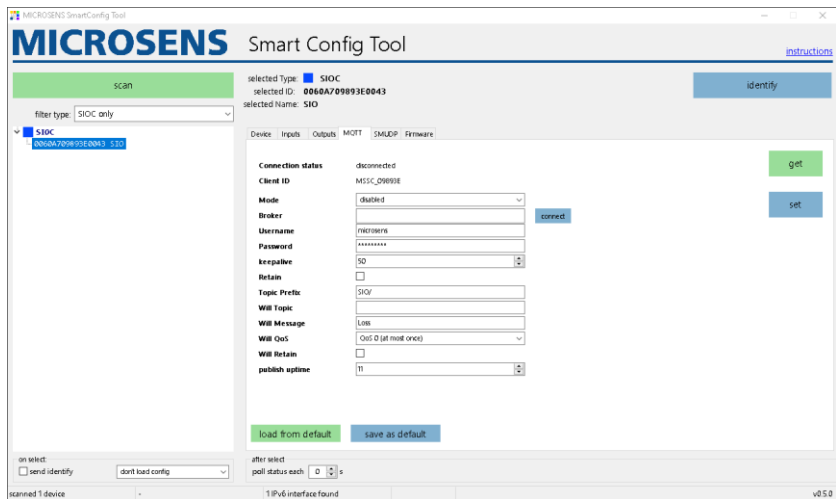 MICROSENS SmartConfig Tool
MICROSENS Smart Config Tool
instructions
scan
selected Type: SIOC
selected ID: 0060A709893E0043
selected Name: SIO
identify
filter type: SIOC only
SIOC
0060A709893E0043 SIO
Device Inputs Outputs MQTT SMUDP Firmware
Connection status disconnected
Client ID MSSC_09893E
Mode disabled
Broker connect
Username microsens
Password *********
keepalive 50
Retain
Topic Prefix SIO/
Will Topic
Will Message Loss
Will QoS QoS 0 (at most once)
Will Retain
publish uptime 11
get
set
load from default save as default
on select:
send identify don't load config
after select
poll status each 0 s
scanned 1 device - 1 IPv6 interface found v0.5.0